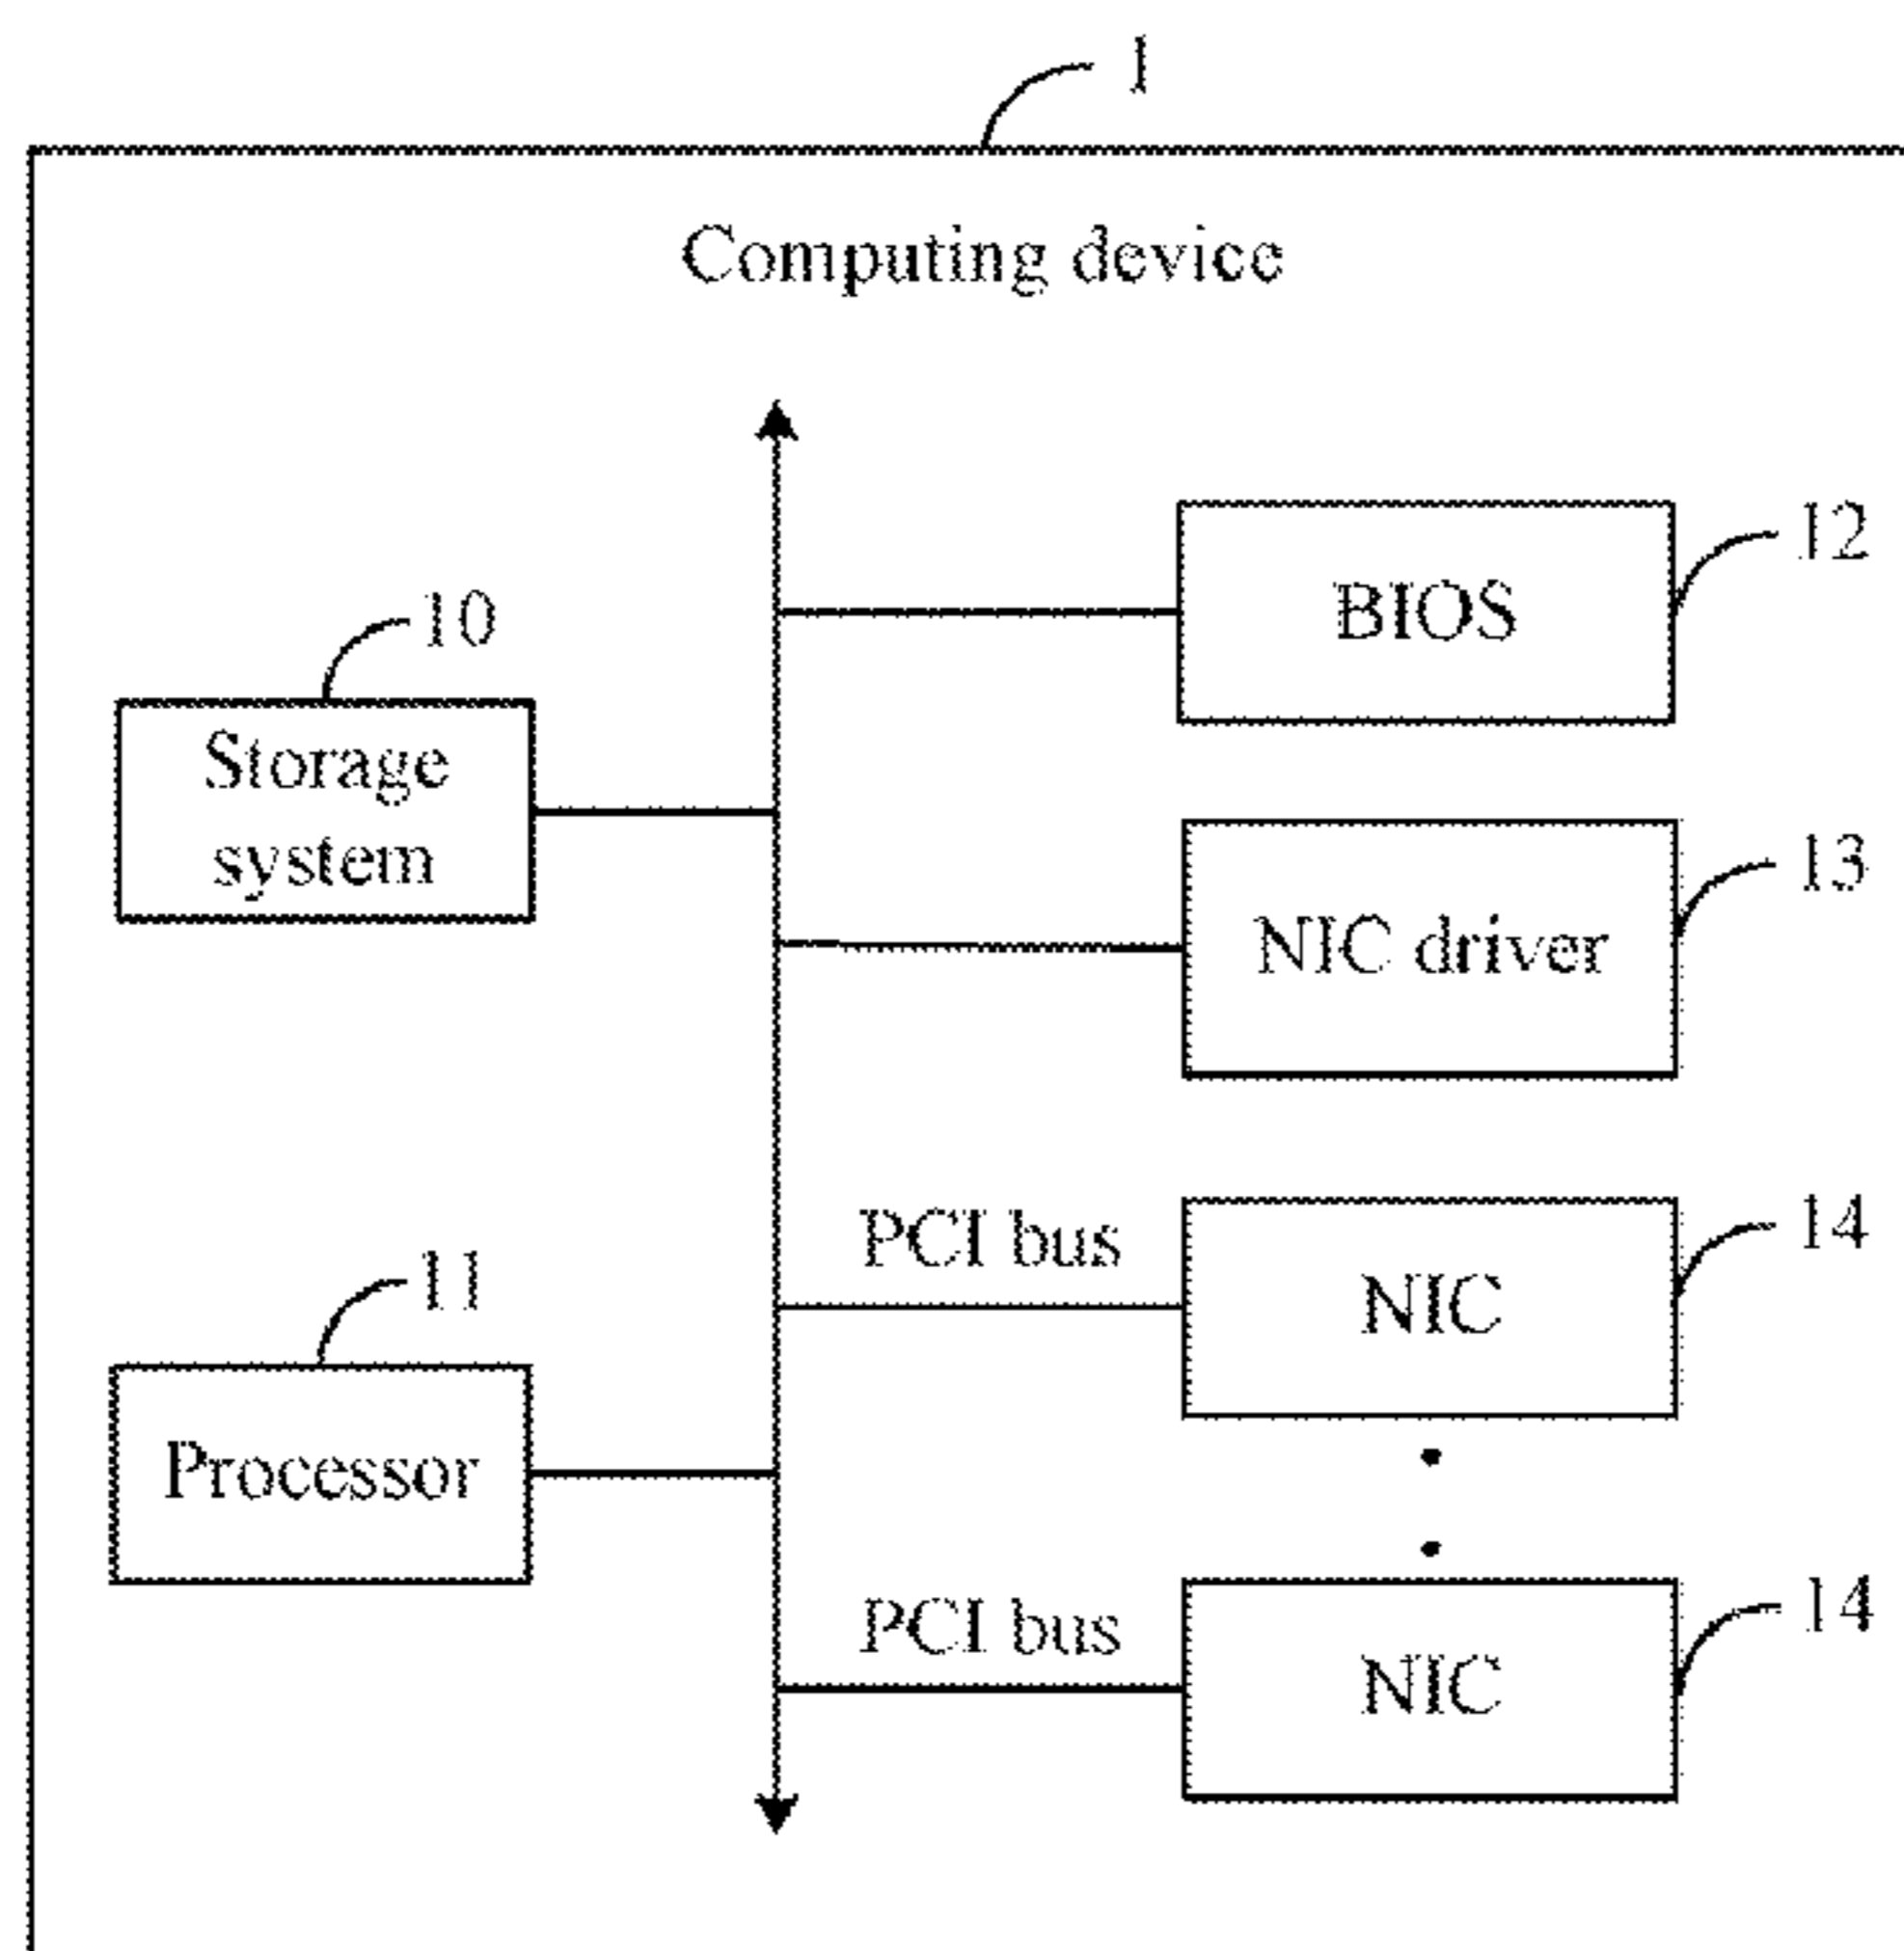 1
Computing device
12
BIOS
10
Storage
system
13
NIC driver
14
PCI bus
NIC
11
Processor
14
PCI bus
NIC